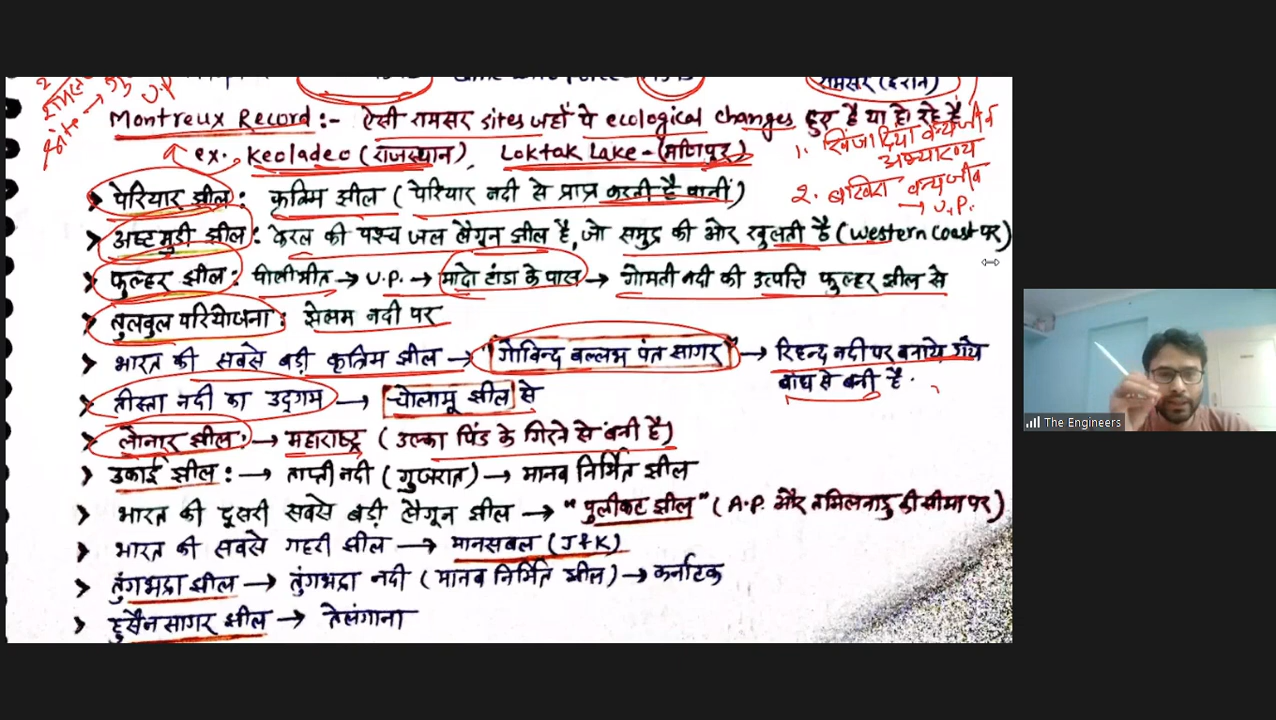 रामसर (ईरान)
U.P
Montreux Record :- ऐसी रामसर sites जहाँ पे ecological changes हुए है या हो रहे है
ex. Keoladeo (राजस्थान), Loktak Lake - (मणिपुर)
1. खिजादिया वन्यजीव
अभ्यारण्य
2. बखिरा वन्यजीव
→ U.P.
पेरियार झील : कृत्रिम झील ( पेरियार नदी से प्राप्त करती है पानी)
अष्टमुडी झील : केरल की पश्च जल लैगून झील है, जो समुद्र की ओर खुलती है (Western Coast पर)
फुल्हर झील : पीलीभीत → U.P. → मादो टांडा के पास → गोमती नदी की उत्पत्ति फुल्हर झील से
तुलबुल परियोजना : झेलम नदी पर
भारत की सबसे बड़ी कृत्रिम झील → "गोविन्द बल्लभ पंत सागर" → रिहन्द नदी पर बनाये गये
बांध से बनी है.
तीस्ता नदी का उद्गम → चोलामू झील से
लोनार झील : → महाराष्ट्र ( उल्का पिंड के गिरने से बनी है)
उकाई झील : → ताप्ती नदी (गुजरात) → मानव निर्मित झील
भारत की दूसरी सबसे बड़ी लैगून झील → "पुलीकट झील" (A.P. और तमिलनाडु की सीमा पर)
भारत की सबसे गहरी झील → मानसबल (J&K)
तुंगभद्रा झील → तुंगभद्रा नदी (मानव निर्मित झील) → कर्नाटक
हुसैन सागर झील → तेलंगाना
The Engineers